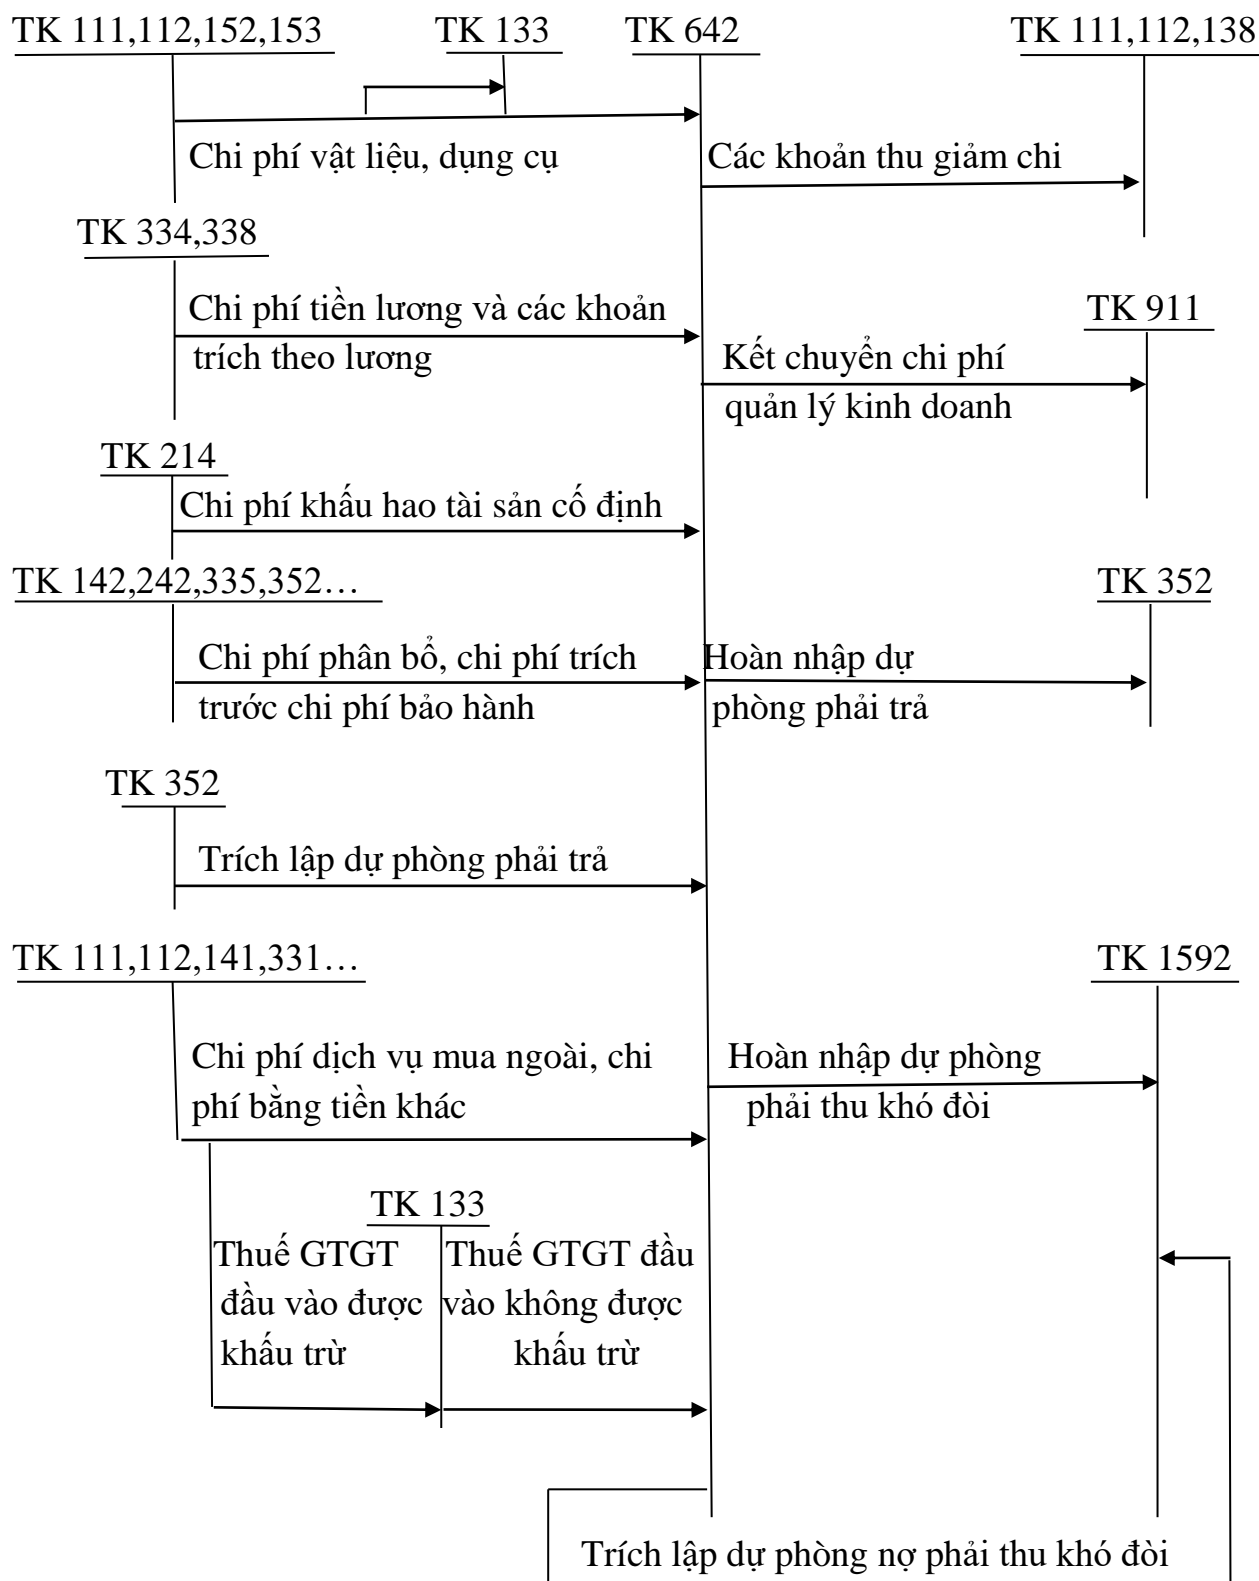 TK 111,112,152,153
TK 133
TK 642
TK 111,112,138
Chi phí vật liệu, dụng cụ
Các khoản thu giảm chi
TK 334,338
Chi phí tiền lương và các khoản
trích theo lương
TK 911
Kết chuyển chi phí
quản lý kinh doanh
TK 214
Chi phí khấu hao tài sản cố định
TK 142,242,335,352…
TK 352
Chi phí phân bổ, chi phí trích
trước chi phí bảo hành
Hoàn nhập dự
phòng phải trả
TK 352
Trích lập dự phòng phải trả
TK 111,112,141,331…
TK 1592
Chi phí dịch vụ mua ngoài, chi
phí bằng tiền khác
Hoàn nhập dự phòng
phải thu khó đòi
TK 133
Thuế GTGT
đầu vào được
khấu trừ
Thuế GTGT đầu
vào không được
khấu trừ
Trích lập dự phòng nợ phải thu khó đòi